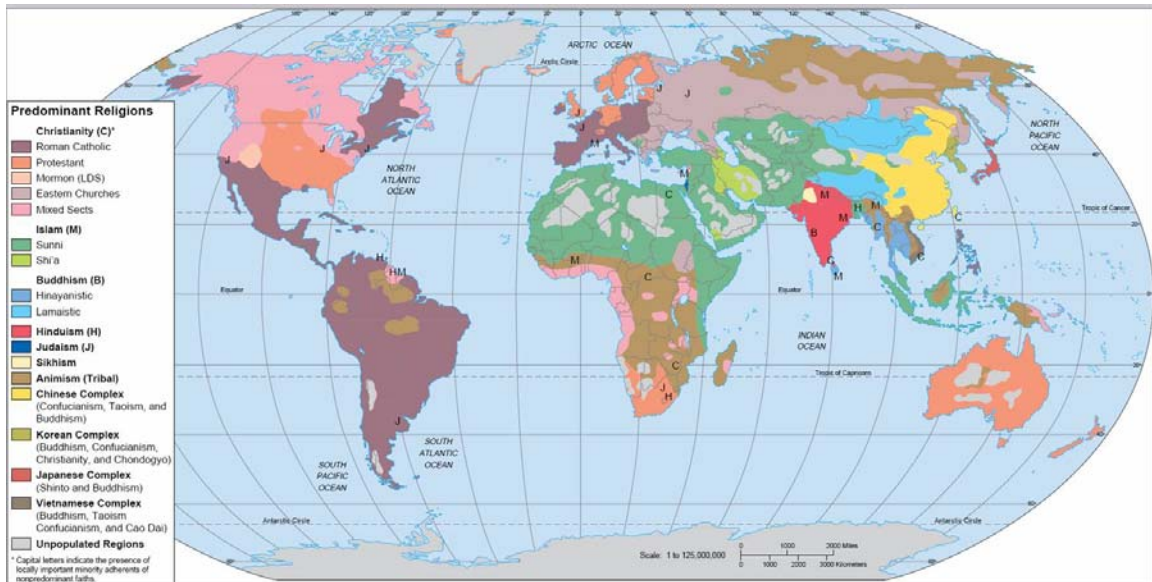 ARCTIC OCEAN
Arctic Circle
Predominant Religions
Christianity (C)*
Roman Catholic
Protestant
Mormon (LDS)
Eastern Churches
Mixed Sects
Islam (M)
Sunni
Shi'a
Buddhism (B)
Hinayanistic
Lamaistic
Hinduism (H)
Judaism (J)
Sikhism
Animism (Tribal)
Chinese Complex
(Confucianism, Taoism, and
Buddhism)
Korean Complex
(Buddhism, Confucianism,
Christianity, and Chondogyo)
Japanese Complex
(Shinto and Buddhism)
Vietnamese Complex
(Buddhism, Taoism
Confucianism, and Cao Dai)
Unpopulated Regions
* Capital letters indicate the presence of
locally important minority adherents of
nonpredominant faiths.
NORTH
PACIFIC
OCEAN
NORTH
ATLANTIC
OCEAN
Tropic of Cancer
Equator
Equator
INDIAN
OCEAN
Tropic of Capricorn
SOUTH
ATLANTIC
OCEAN
SOUTH
PACIFIC
OCEAN
Antarctic Circle
Antarctic Circle
Scale: 1 to 125,000,000
1000 2000 Miles
0 1000 2000 3000 Kilometers